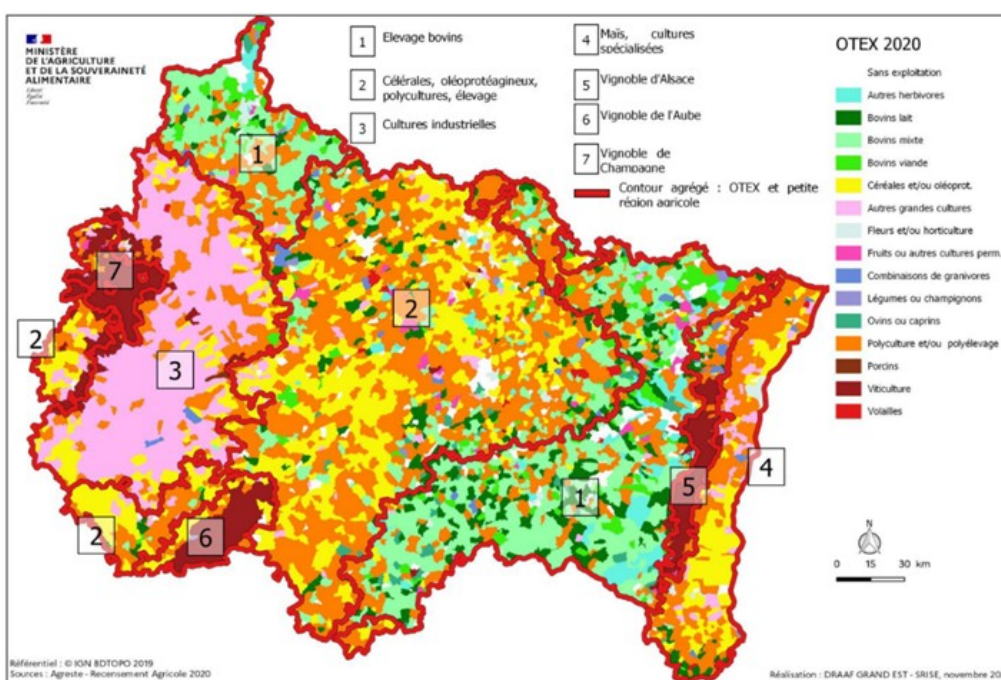 MINISTÈRE
DE L'AGRICULTURE
ET DE LA SOUVERAINETÉ
ALIMENTAIRE
Liberté
Égalité
Fraternité
1 Elevage bovins
2 Célérales, oléoprotéagineux,
polycultures, élevage
3 Cultures industrielles
4 Maïs, cultures
spécialisées
5 Vignoble d'Alsace
6 Vignoble de l'Aube
7 Vignoble de
Champagne
Contour agrégé : OTEX et petite
région agricole
OTEX 2020
Sans exploitation
Autres herbivores
Bovins lait
Bovins mixte
Bovins viande
Céréales et/ou oléoprot.
Autres grandes cultures
Fleurs et/ou horticulture
Fruits ou autres cultures perm.
Combinaisons de granivores
Légumes ou champignons
Ovins ou caprins
Polyculture et/ou polyélevage
Porcins
Viticulture
Volailles
1
7
2
2
3
4
5
1
2
6
N
0 15 30 km
Référentiel : © IGN BDTOPO 2019
Sources : Agreste - Recensement Agricole 2020
Réalisation : DRAAF GRAND EST - SRISE, novembre 20